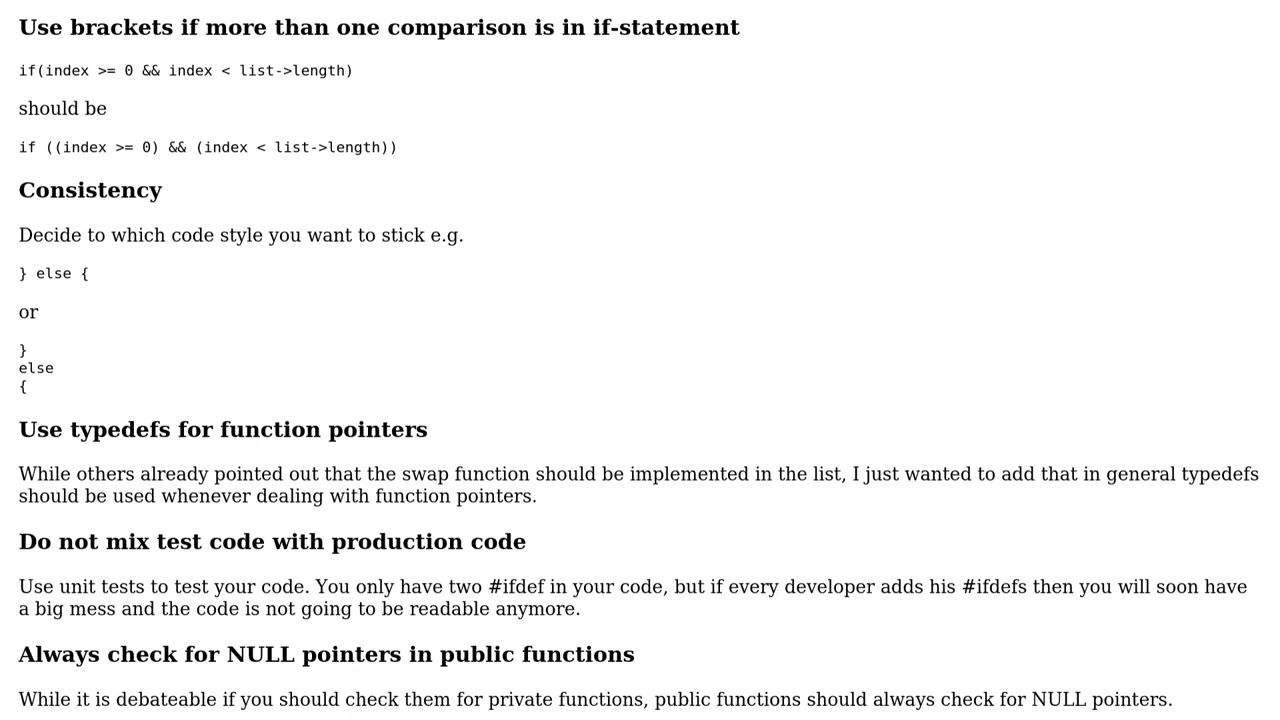 Use brackets if more than one comparison is in if-statement
if(index >= 0 && index < list->length)
should be
if ((index >= 0) && (index < list->length))
Consistency
Decide to which code style you want to stick e.g.
} else {
or
}
else
{
Use typedefs for function pointers
While others already pointed out that the swap function should be implemented in the list, I just wanted to add that in general typedefs
should be used whenever dealing with function pointers.
Do not mix test code with production code
Use unit tests to test your code. You only have two #ifdef in your code, but if every developer adds his #ifdefs then you will soon have
a big mess and the code is not going to be readable anymore.
Always check for NULL pointers in public functions
While it is debateable if you should check them for private functions, public functions should always check for NULL pointers.